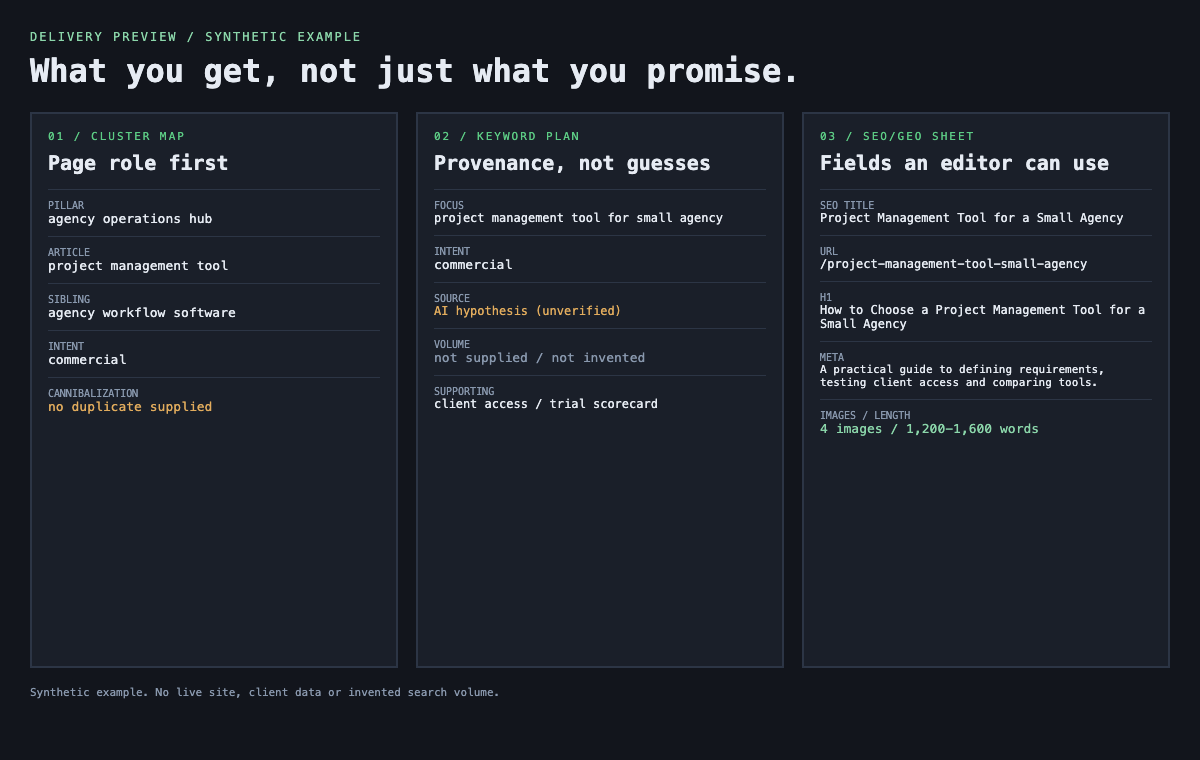 DELIVERY PREVIEW / SYNTHETIC EXAMPLE
What you get, not just what you promise.
01 / CLUSTER MAP
Page role first
PILLAR
agency operations hub
ARTICLE
project management tool
SIBLING
agency workflow software
INTENT
commercial
CANNIBALIZATION
no duplicate supplied
02 / KEYWORD PLAN
Provenance, not guesses
FOCUS
project management tool for small agency
INTENT
commercial
SOURCE
AI hypothesis (unverified)
VOLUME
not supplied / not invented
SUPPORTING
client access / trial scorecard
03 / SEO/GEO SHEET
Fields an editor can use
SEO TITLE
Project Management Tool for a Small Agency
URL
/project-management-tool-small-agency
H1
How to Choose a Project Management Tool for a
Small Agency
META
A practical guide to defining requirements,
testing client access and comparing tools.
IMAGES / LENGTH
4 images / 1,200–1,600 words
Synthetic example. No live site, client data or invented search volume.